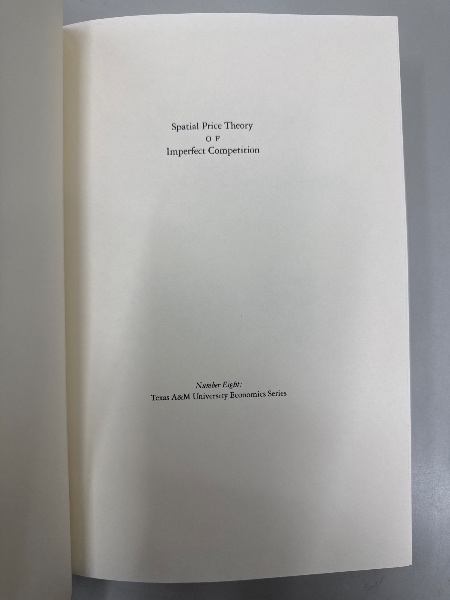 Spatial Price Theory
OF
Imperfect Competition
Number Eight:
Texas A&M University Economics Series